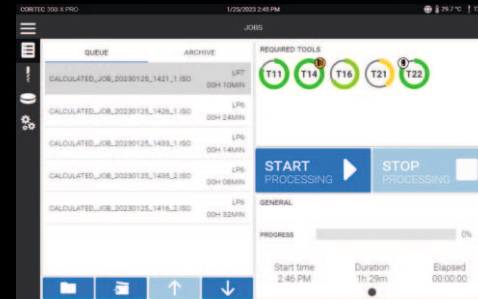 CORITEC 350 X PRO 1/25/2023 2:45 PM 29.7 °C
JOBS
QUEUE ARCHIVE
CALCULATED_JOB_20230125_1421_1.ISO LP7
00H 10MIN
CALCULATED_JOB_20230125_1426_1.ISO LP6
00H 24MIN
CALCULATED_JOB_20230125_1433_1.ISO LP6
00H 14MIN
CALCULATED_JOB_20230125_1435_2.ISO LP6
00H 08MIN
CALCULATED_JOB_20230125_1416_2.ISO LP6
00H 32MIN
REQUIRED TOOLS
T11 T14 T16 T21 T22
START
PROCESSING
STOP
PROCESSING
GENERAL
PROGRESS 0%
Start time Duration Elapsed
2:46 PM 1h 29m 00:00:00